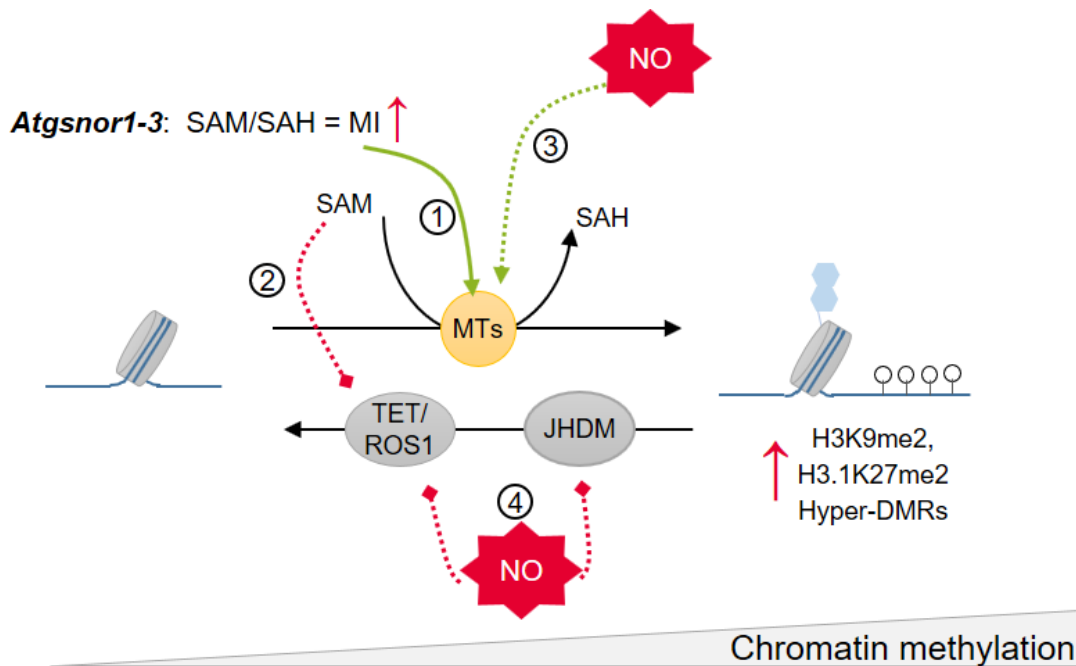 NO
Atgsnor1-3: SAM/SAH = MI ↑
③
SAM
①
SAH
②
MTs
TET/
ROS1
JHDM
H3K9me2,
H3.1K27me2
Hyper-DMRs
④
NO
Chromatin methylation